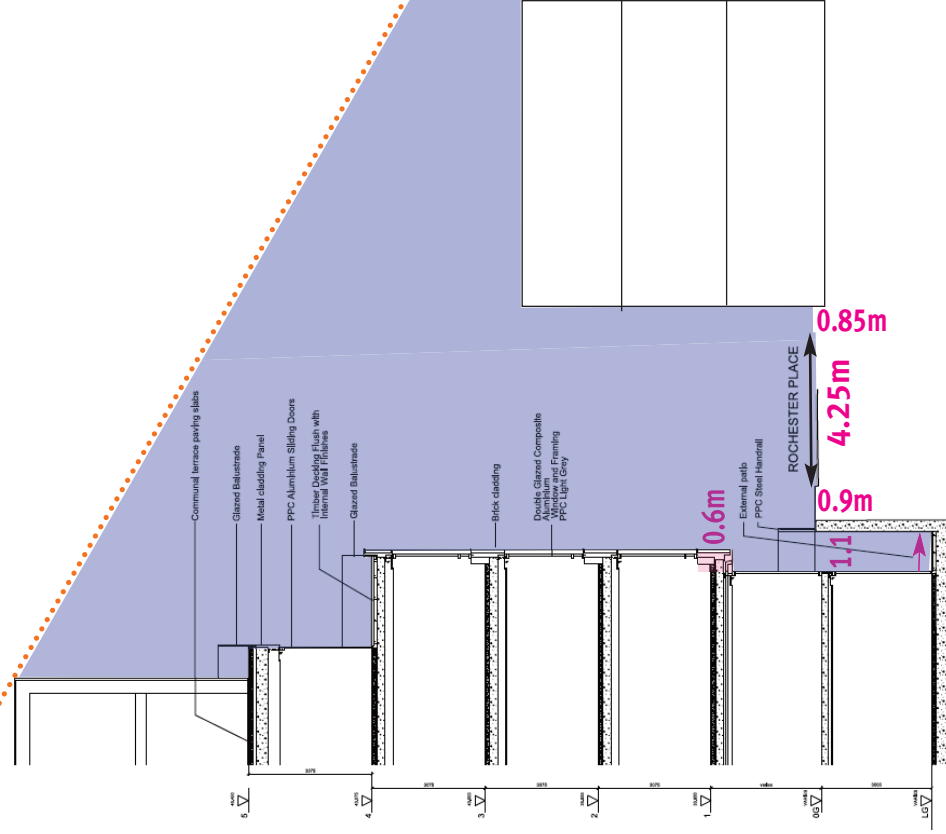 Communal terrace paving slabs
Glazed Balustrade
Metal cladding Panel
PPC Aluminium Sliding Doors
Timber Decking Flush with
Internal Wall Finishes
Glazed Balustrade
Brick cladding
Double Glazed Composite
Aluminium
Window and Framing
PPC Light Grey
External patio
PPC Steel Handrail
ROCHESTER PLACE
0.85m
4.25m
0.9m
0.6m
1.1
5
4
3
2
1
0G
LG